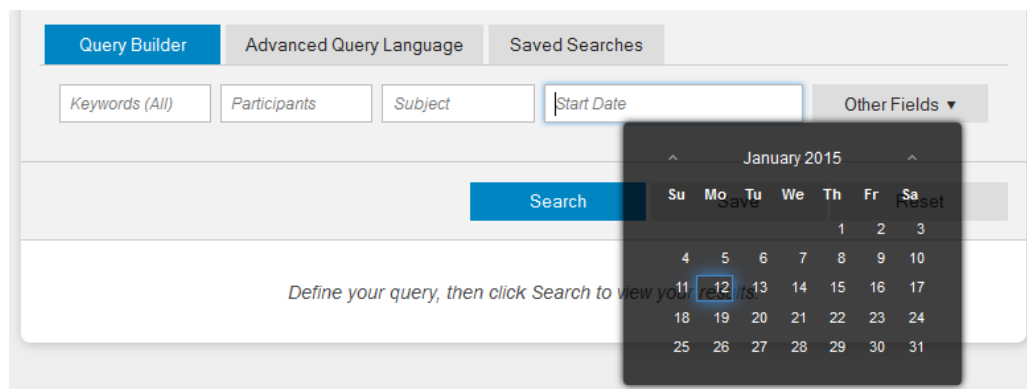 Query Builder Advanced Query Language Saved Searches
Keywords (All) Participants Subject Start Date Other Fields ▾
January 2015
Search Save Reset
Su Mo Tu We Th Fr Sa
1 2 3
4 5 6 7 8 9 10
Define your query, then click Search to view your results.
11 12 13 14 15 16 17
18 19 20 21 22 23 24
25 26 27 28 29 30 31